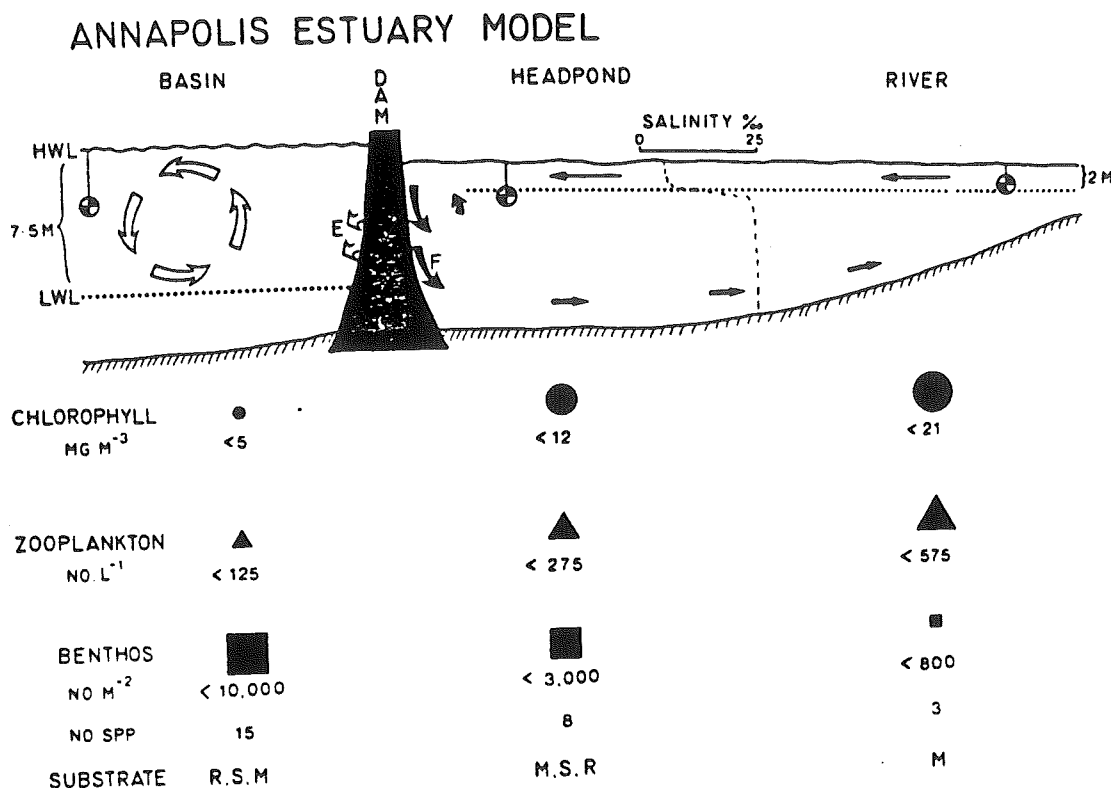 ANNAPOLIS ESTUARY MODEL
BASIN DAM HEADPOND RIVER
SALINITY ‰
0 25
HWL
2 M
7·5M
E
F
LWL
CHLOROPHYLL
MG M⁻³
<5 <12 <21
ZOOPLANKTON
NO. L⁻¹
<125 <275 <575
BENTHOS
NO M⁻²
<10,000 <3,000 <800
NO SPP 15 8 3
SUBSTRATE R.S.M M.S.R M